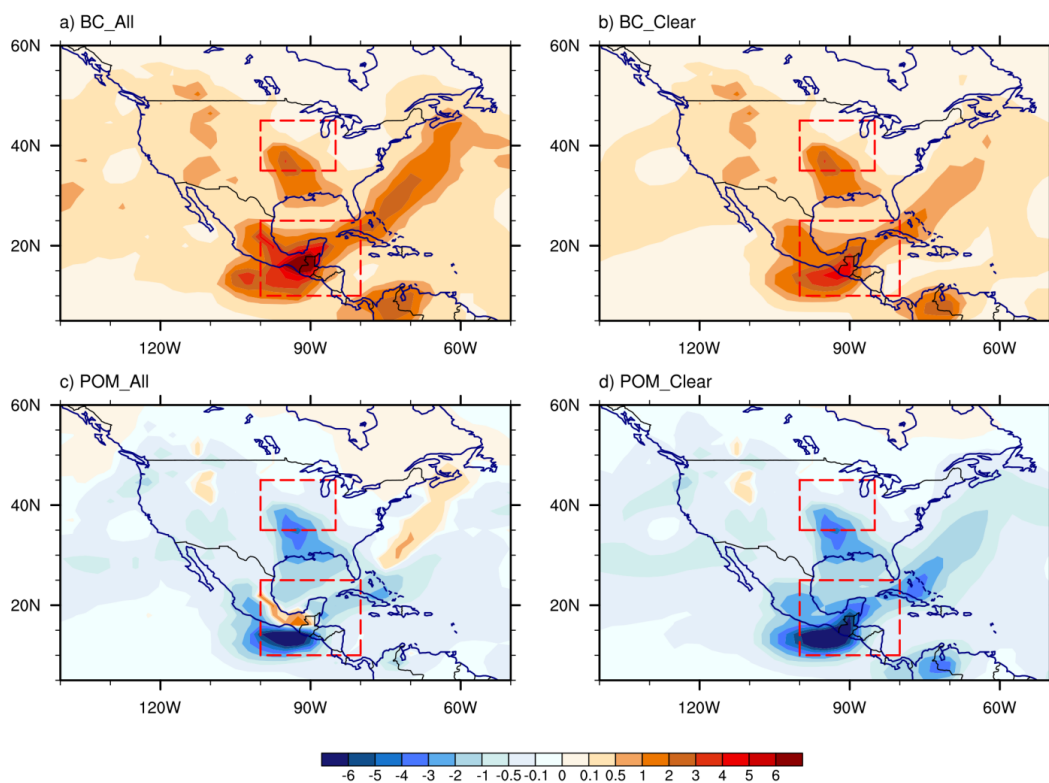 a) BC_All
b) BC_Clear
60N
60N
40N
40N
20N
20N
120W 90W 60W
120W 90W 60W
c) POM_All
d) POM_Clear
60N
60N
40N
40N
20N
20N
120W 90W 60W
120W 90W 60W
-6 -5 -4 -3 -2 -1 -0.5 -0.1 0 0.1 0.5 1 2 3 4 5 6